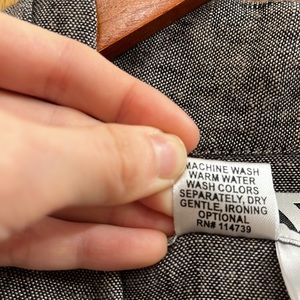 MACHINE WASH
WARM WATER
WASH COLORS
SEPARATELY, DRY
GENTLE, IRONING
OPTIONAL
RN# 114739